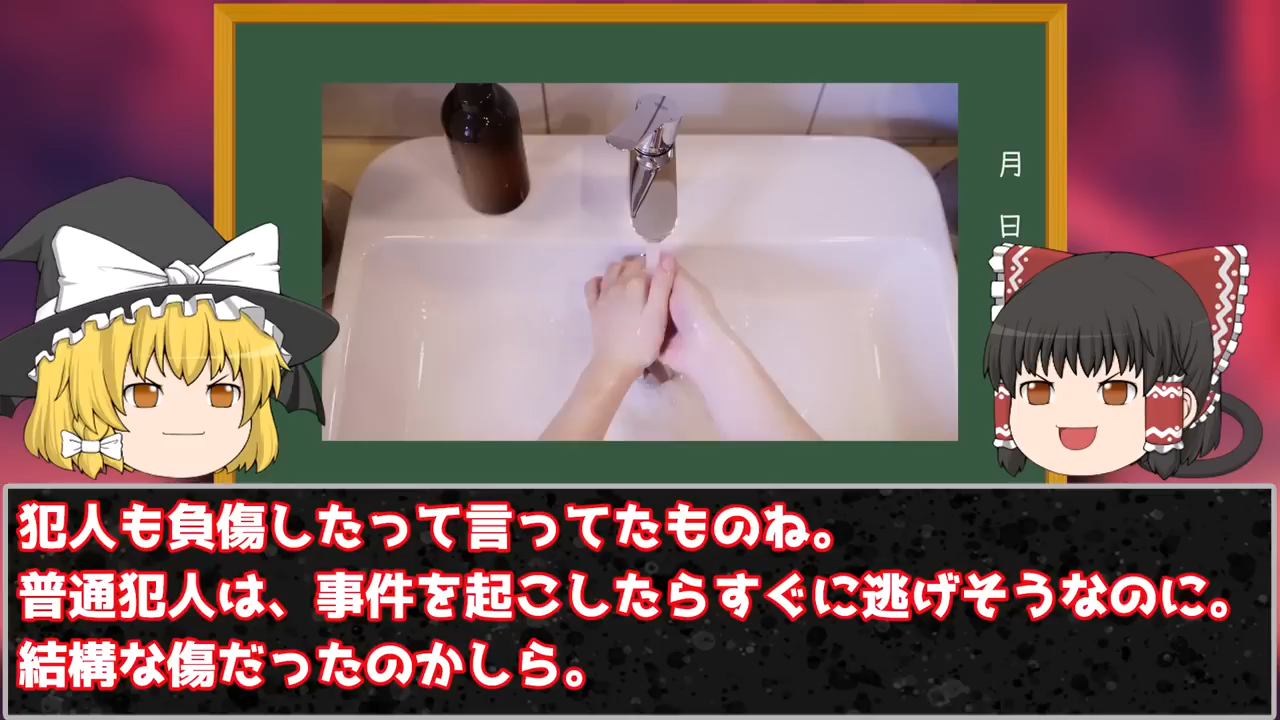 月
日
犯人も負傷したって言ってたものね。
普通犯人は、事件を起こしたらすぐに逃げそうなのに。
結構な傷だったのかしら。